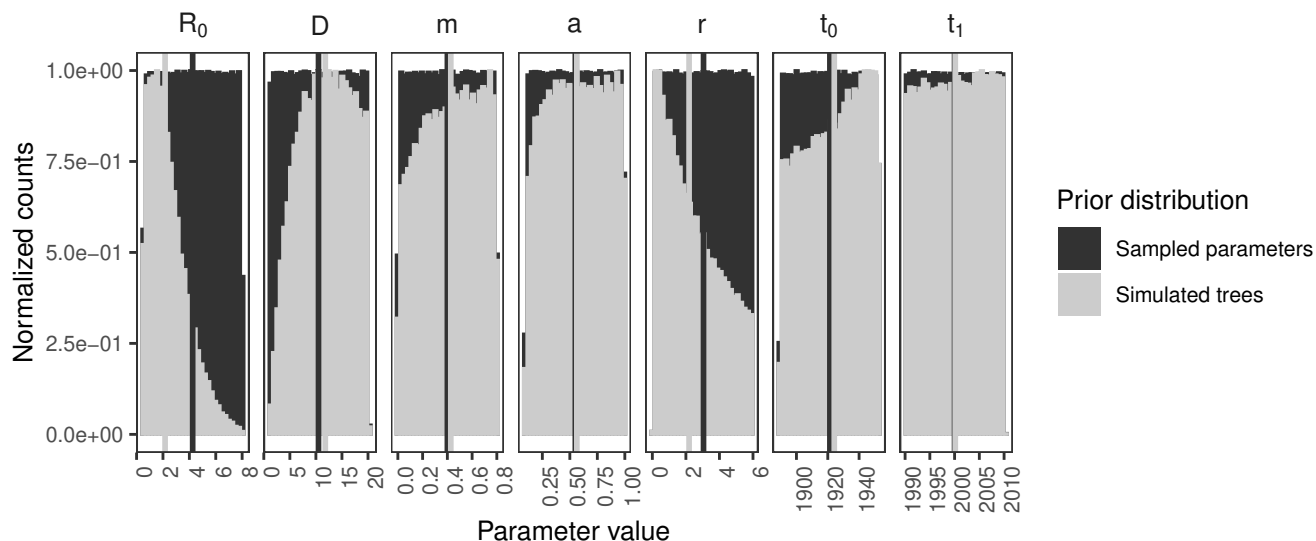 R₀ D m a r t₀ t₁
1.0e+00
7.5e−01
5.0e−01
2.5e−01
0.0e+00
Normalized counts
0 2 4 6 8
0 5 10 15 20
0.0 0.2 0.4 0.6 0.8
0.25 0.50 0.75 1.00
0 2 4 6
1900 1920 1940
1990 1995 2000 2005 2010
Parameter value
Prior distribution
Sampled parameters
Simulated trees